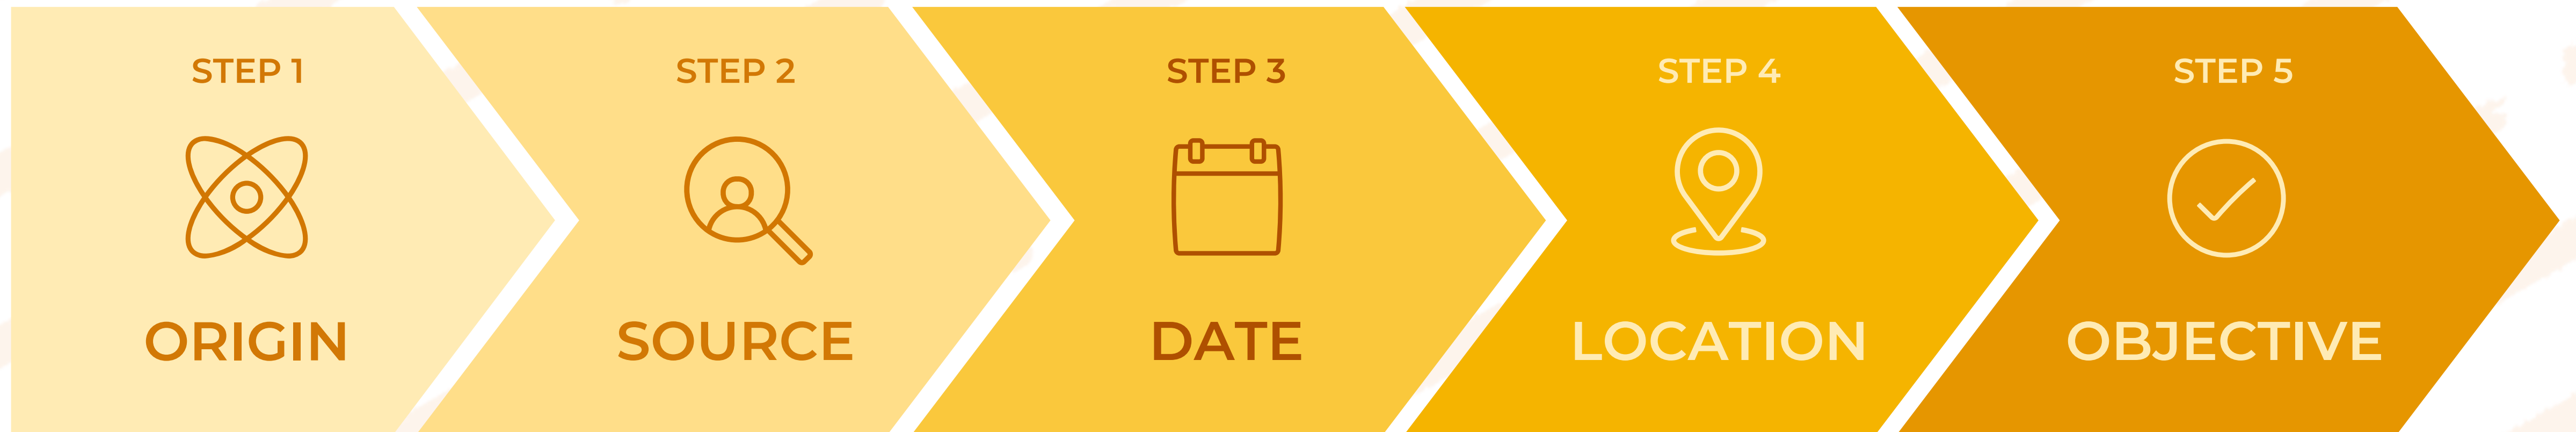 STEP 1
ORIGIN
STEP 2
SOURCE
STEP 3
DATE
STEP 4
LOCATION
STEP 5
OBJECTIVE